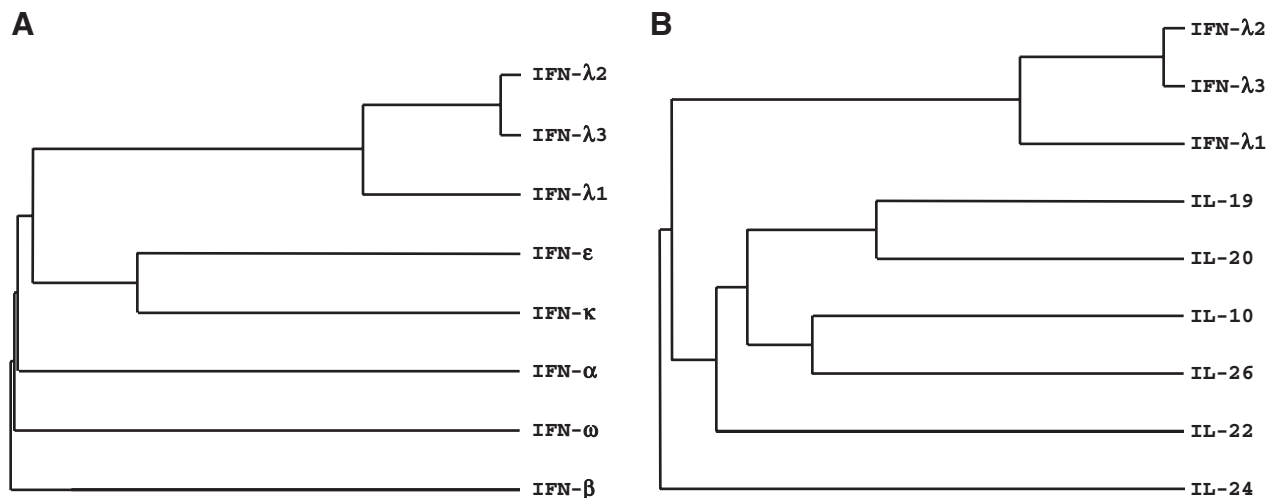 A
IFN-λ2
IFN-λ3
IFN-λ1
IFN-ε
IFN-κ
IFN-α
IFN-ω
IFN-β
B
IFN-λ2
IFN-λ3
IFN-λ1
IL-19
IL-20
IL-10
IL-26
IL-22
IL-24